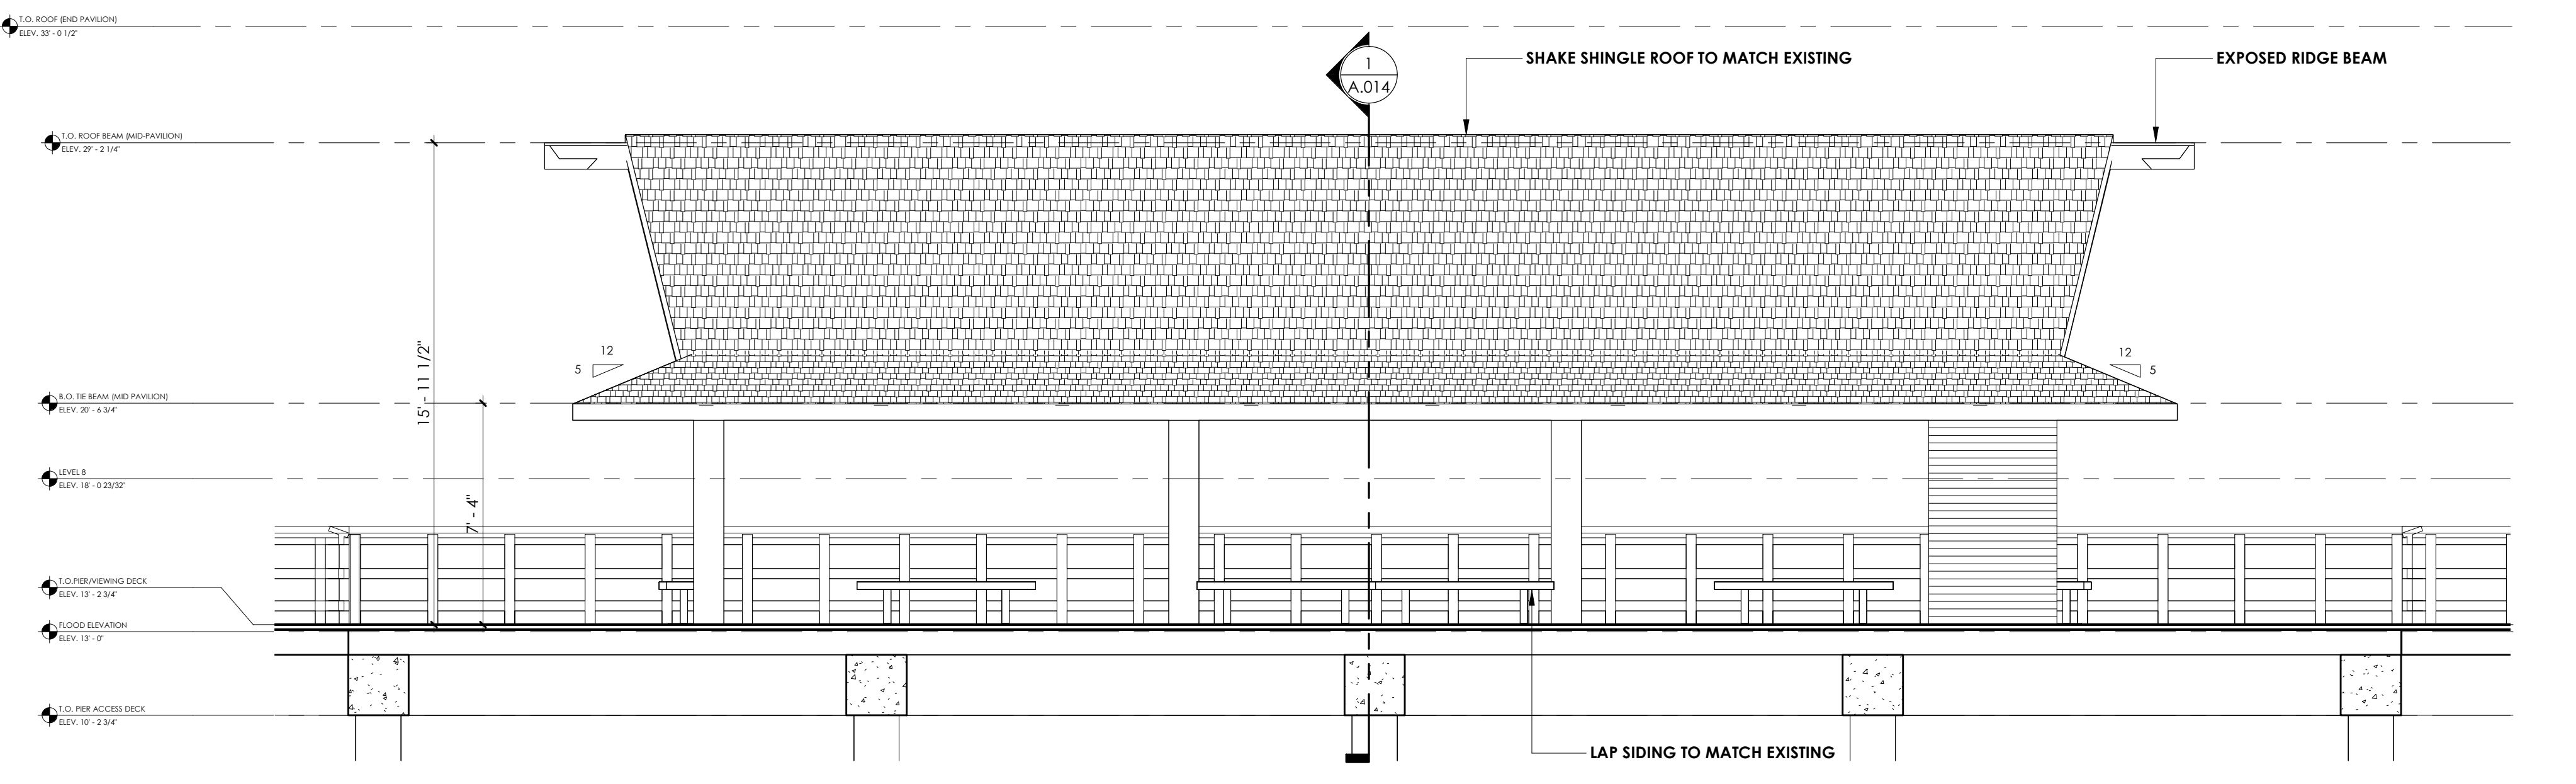 T.O. ROOF (END PAVILION)
ELEV. 33' - 0 1/2"
1
A.014
SHAKE SHINGLE ROOF TO MATCH EXISTING
EXPOSED RIDGE BEAM
T.O. ROOF BEAM (MID-PAVILION)
ELEV. 29' - 2 1/4"
15' - 11 1/2"
12
5
12
5
B.O. TIE BEAM (MID PAVILION)
ELEV. 20' - 6 3/4"
LEVEL 8
ELEV. 18' - 0 23/32"
7' - 4"
T.O.PIER/VIEWING DECK
ELEV. 13' - 2 3/4"
FLOOD ELEVATION
ELEV. 13' - 0"
T.O. PIER ACCESS DECK
ELEV. 10' - 2 3/4"
LAP SIDING TO MATCH EXISTING